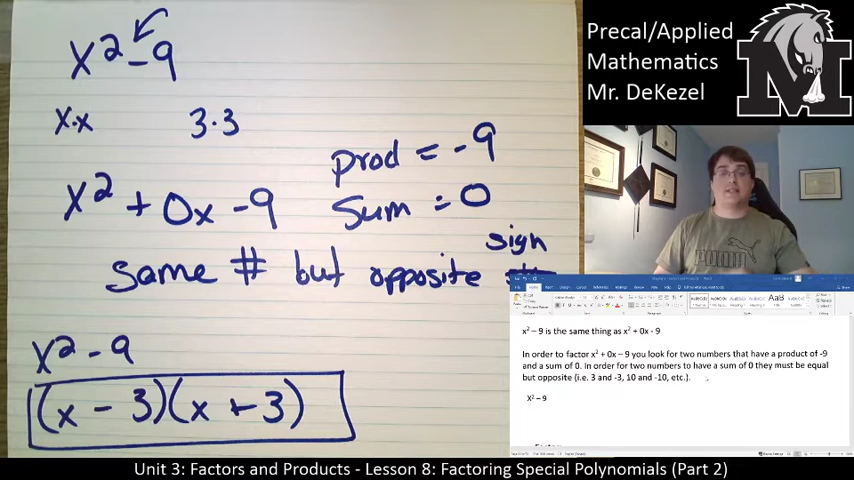 x² - 9
x·x 3·3
prod = -9
x² + 0x - 9
sum = 0
same # but opposite sign
x² - 9
(x - 3)(x + 3)
Precal/Applied
Mathematics
Mr. DeKezel
M
PUMA
x² – 9 is the same thing as x² + 0x - 9
In order to factor x² + 0x – 9 you look for two numbers that have a product of -9
and a sum of 0. In order for two numbers to have a sum of 0 they must be equal
but opposite (i.e. 3 and -3, 10 and -10, etc.).
X² – 9
Unit 3: Factors and Products - Lesson 8: Factoring Special Polynomials (Part 2)